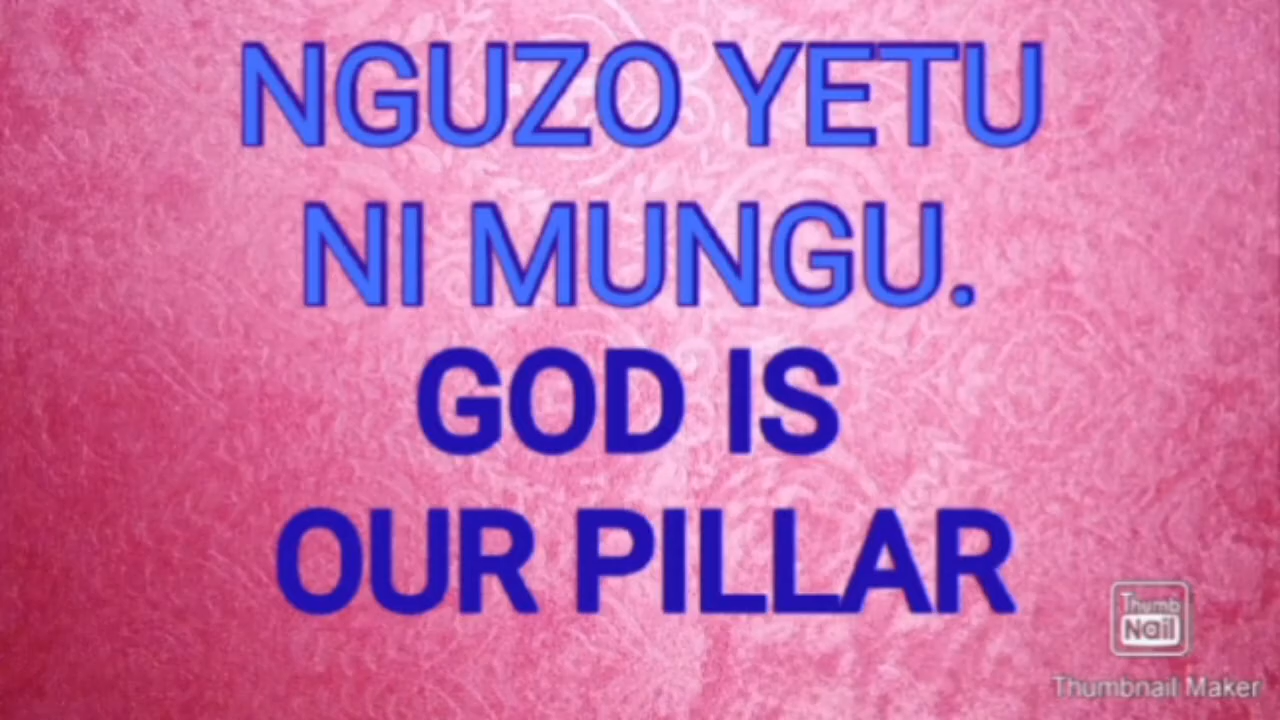 NGUZO YETU
NI MUNGU.
GOD IS
OUR PILLAR
Thumb
Nail
Thumbnail Maker